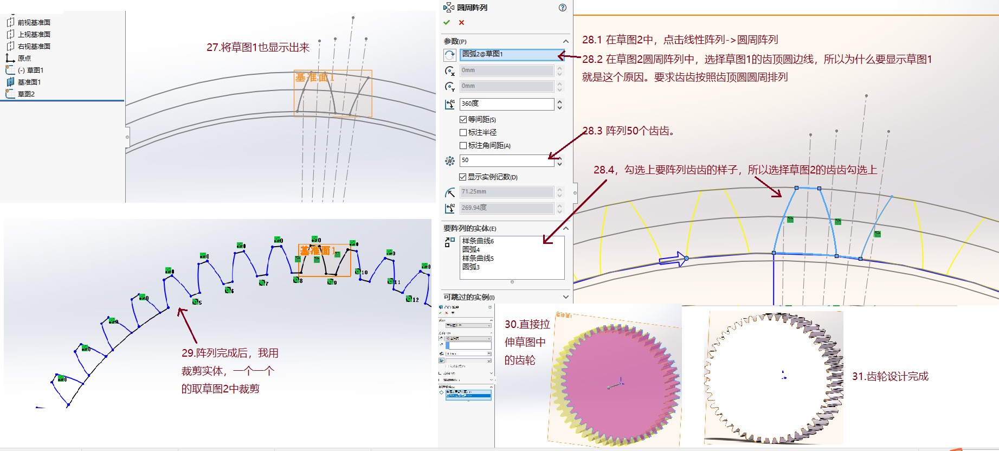 前视基准面
上视基准面
右视基准面
原点
(-) 草图1
基准面1
草图2
27.将草图1也显示出来
基准面1
圆周阵列
参数(P)
圆弧2@草图1
0mm
0mm
360度
等间距(S)
标注半径
标注角间距(A)
50
显示实例记数(D)
71.25mm
269.94度
要阵列的实体(E)
样条曲线6
圆弧4
样条曲线5
圆弧3
可跳过的实例(I)
28.1 在草图2中，点击线性阵列->圆周阵列
28.2 在草图2圆周阵列中，选择草图1的齿顶圆边线，所以为什么要显示草图1
就是这个原因。要求齿齿按照齿顶圆圆周排列
28.3 阵列50个齿齿。
28.4，勾选上要阵列齿齿的样子，所以选择草图2的齿齿勾选上
基准面1
5
6
7
8
9
10
11
12
29.阵列完成后，我用
裁剪实体，一个一个
的取草图2中裁剪
30.直接拉
伸草图中
的齿轮
基准面1
31.齿轮设计完成